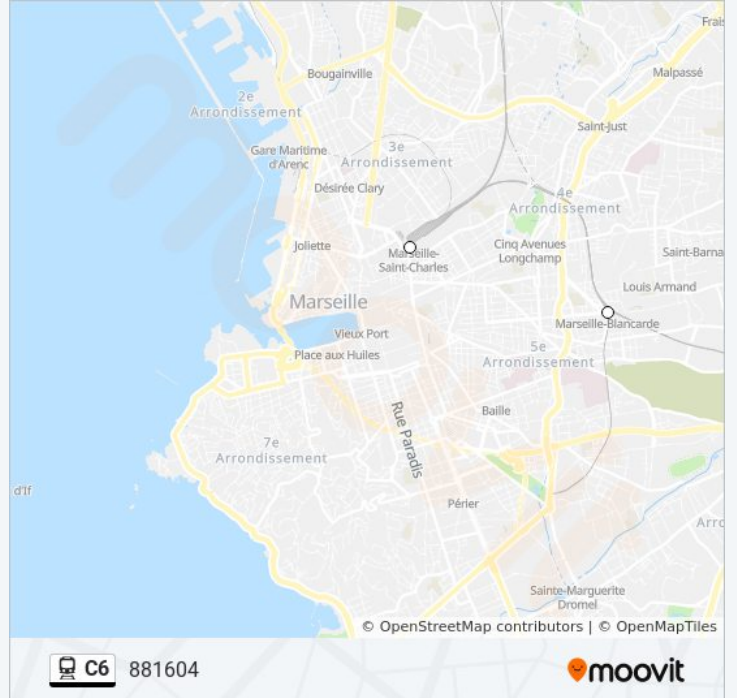 Frais
Bougainville
Malpassé
2e
Arrondissement
Saint-Just
3e
Arrondissement
Gare Maritime
d'Arenc
Désirée Clary
4e
Arrondissement
Joliette
Marseille-
Saint-Charles
Cinq Avenues
Longchamp
Saint-Barna
Louis Armand
Marseille
Marseille-Blancarde
Vieux Port
Place aux Huiles
5e
Arrondissement
Rue Paradis
Baille
7e
Arrondissement
d'If
Périer
Arrc
Sainte-Marguerite
Dromel
© OpenStreetMap contributors | © OpenMapTiles
C6 881604
moovit